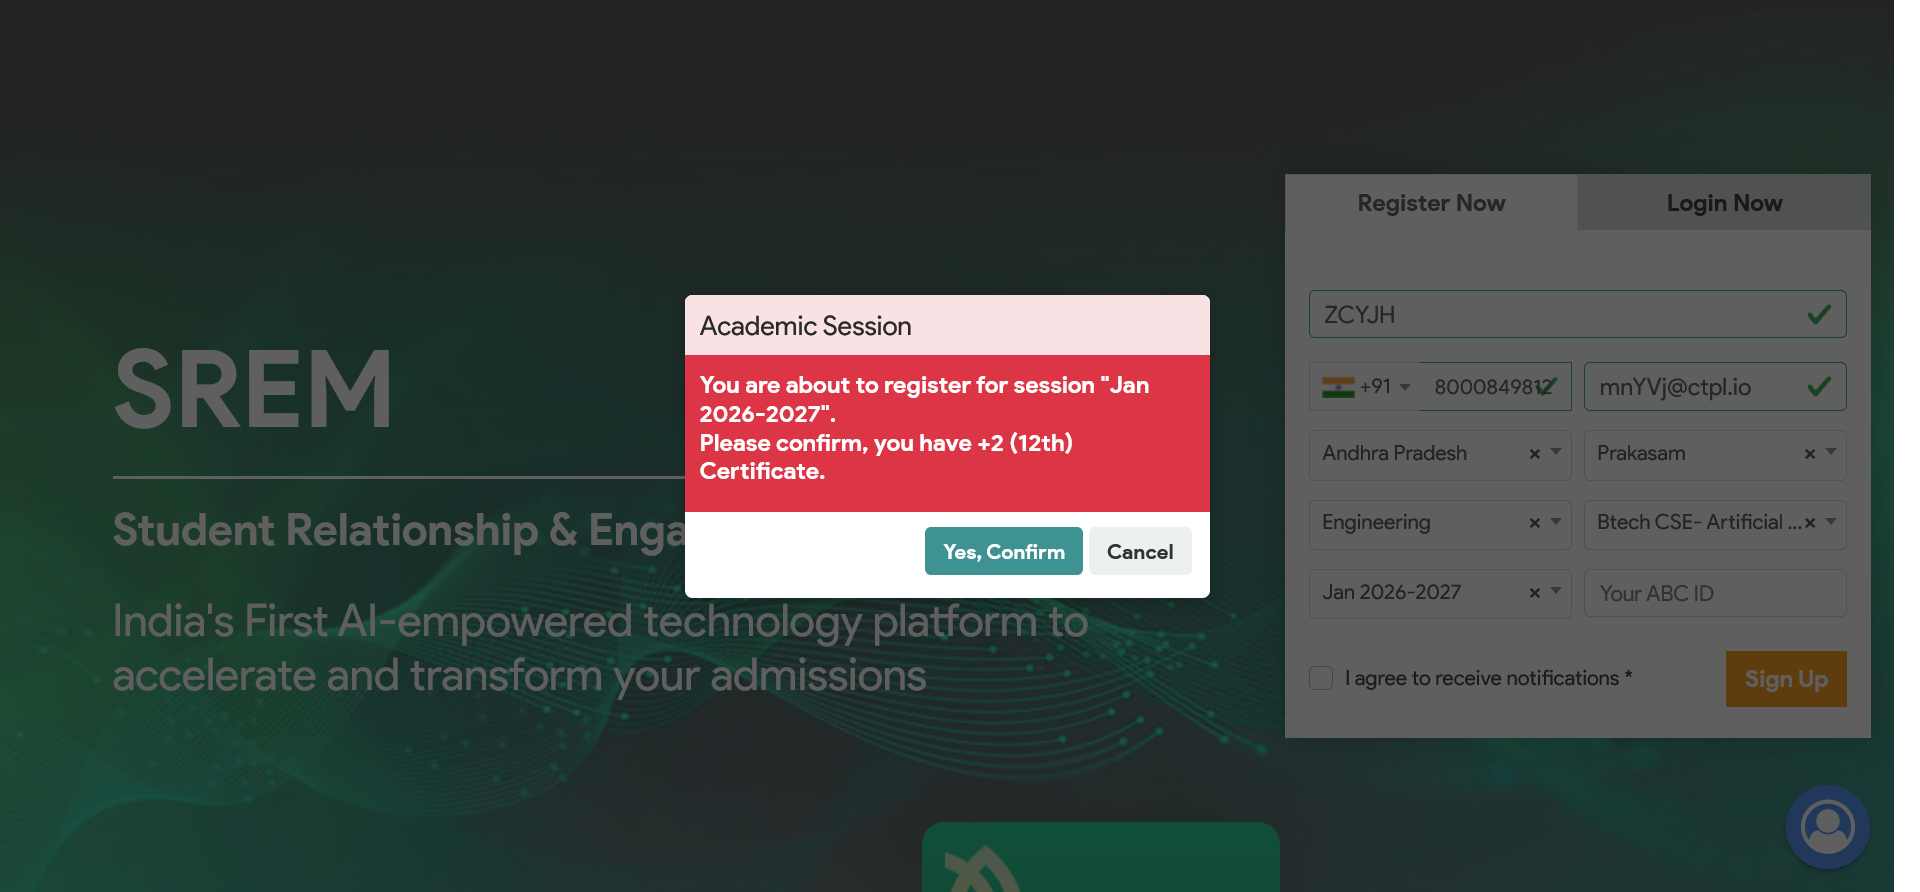 SREM
Student Relationship & Enga
India's First AI-empowered technology platform to
accelerate and transform your admissions
Academic Session
You are about to register for session "Jan
2026-2027".
Please confirm, you have +2 (12th)
Certificate.
Yes, Confirm
Cancel
Register Now
Login Now
ZCYJH
+91
8000849812
mnYVj@ctpl.io
Andhra Pradesh
Prakasam
Engineering
Btech CSE- Artificial ...
Jan 2026-2027
Your ABC ID
I agree to receive notifications *
Sign Up